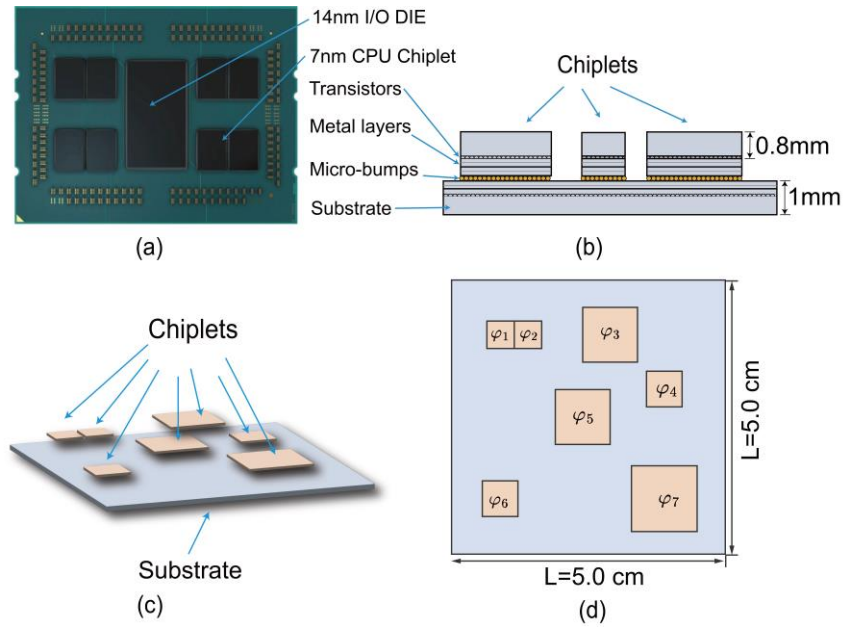 14nm I/O DIE
7nm CPU Chiplet
(a)
Chiplets
Transistors
Metal layers
Micro-bumps
Substrate
0.8mm
1mm
(b)
Chiplets
Substrate
(c)
φ₁ φ₂
φ₃
φ₄
φ₅
φ₆
φ₇
L=5.0 cm
L=5.0 cm
(d)